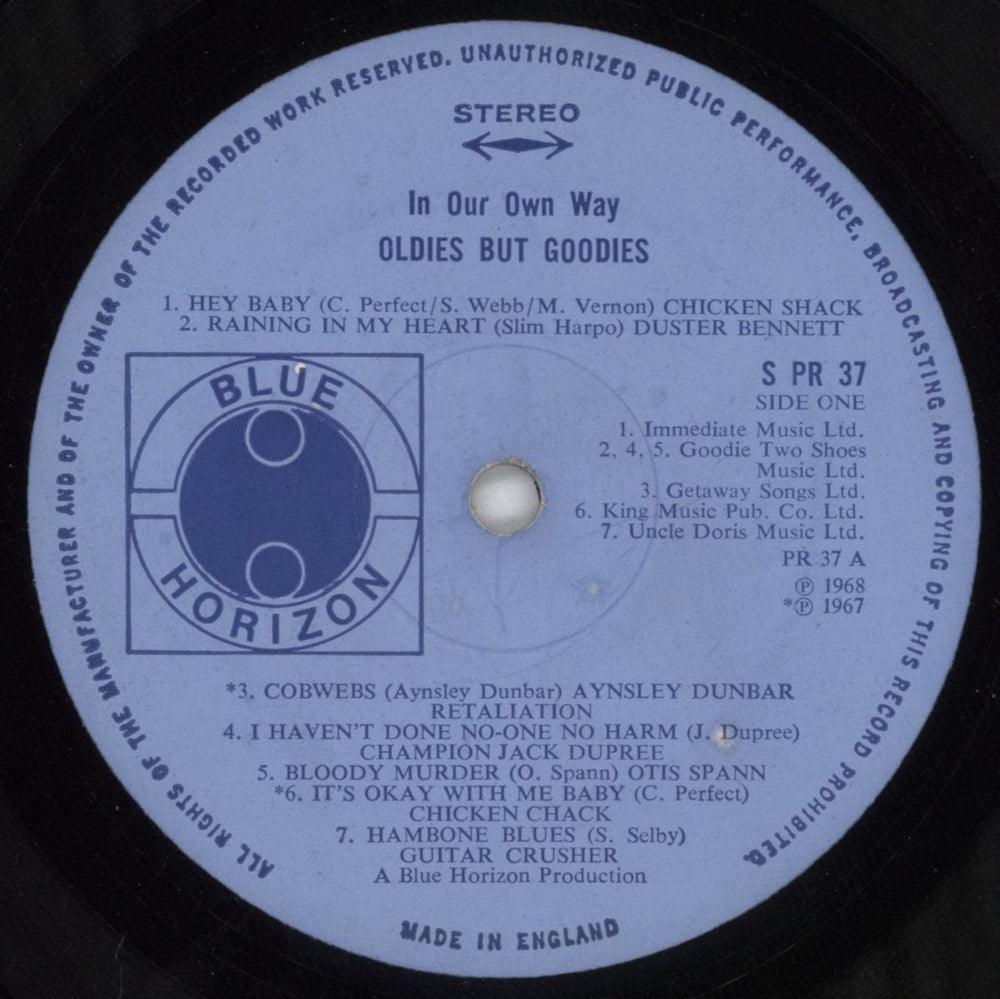 ALL RIGHTS OF THE MANUFACTURER AND OF THE OWNER OF THE RECORDED WORK RESERVED. UNAUTHORIZED PUBLIC PERFORMANCE, BROADCASTING AND COPYING OF THIS RECORD PROHIBITED.
STEREO
In Our Own Way
OLDIES BUT GOODIES
1. HEY BABY (C. Perfect/S. Webb/M. Vernon) CHICKEN SHACK
2. RAINING IN MY HEART (Slim Harpo) DUSTER BENNETT
BLUE
HORIZON
S PR 37
SIDE ONE
1. Immediate Music Ltd.
2, 4, 5. Goodie Two Shoes
Music Ltd.
3. Getaway Songs Ltd.
6. King Music Pub. Co. Ltd.
7. Uncle Doris Music Ltd.
PR 37 A
℗ 1968
*℗ 1967
*3. COBWEBS (Aynsley Dunbar) AYNSLEY DUNBAR
RETALIATION
4. I HAVEN'T DONE NO-ONE NO HARM (J. Dupree)
CHAMPION JACK DUPREE
5. BLOODY MURDER (O. Spann) OTIS SPANN
*6. IT'S OKAY WITH ME BABY (C. Perfect)
CHICKEN CHACK
7. HAMBONE BLUES (S. Selby)
GUITAR CRUSHER
A Blue Horizon Production
MADE IN ENGLAND